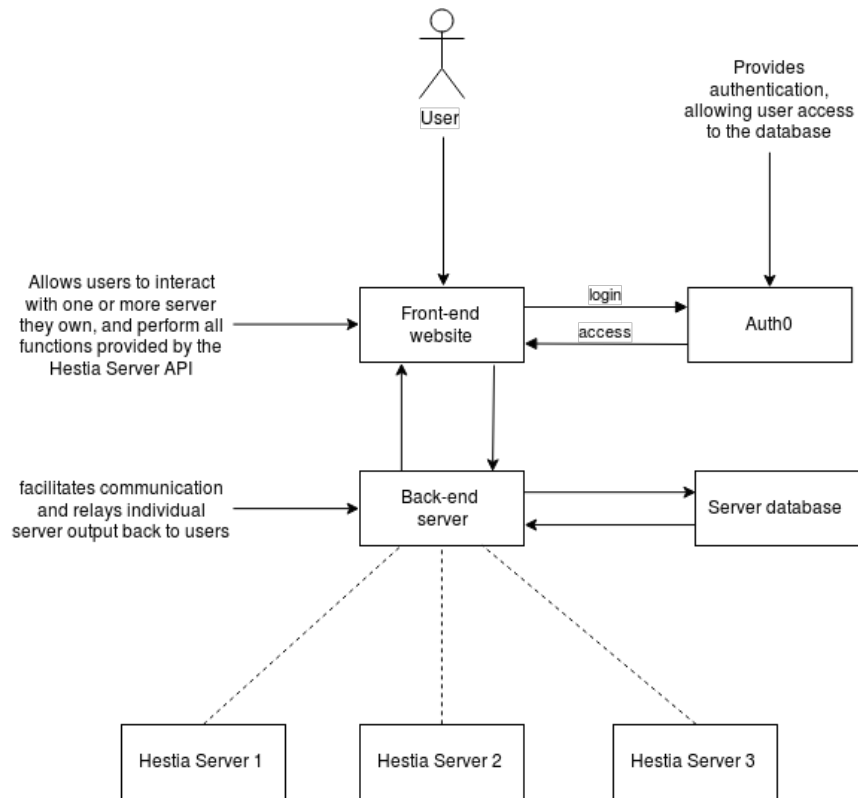 User
Provides
authentication,
allowing user access
to the database
Allows users to interact
with one or more server
they own, and perform all
functions provided by the
Hestia Server API
Front-end
website
login
access
Auth0
facilitates communication
and relays individual
server output back to users
Back-end
server
Server database
Hestia Server 1
Hestia Server 2
Hestia Server 3